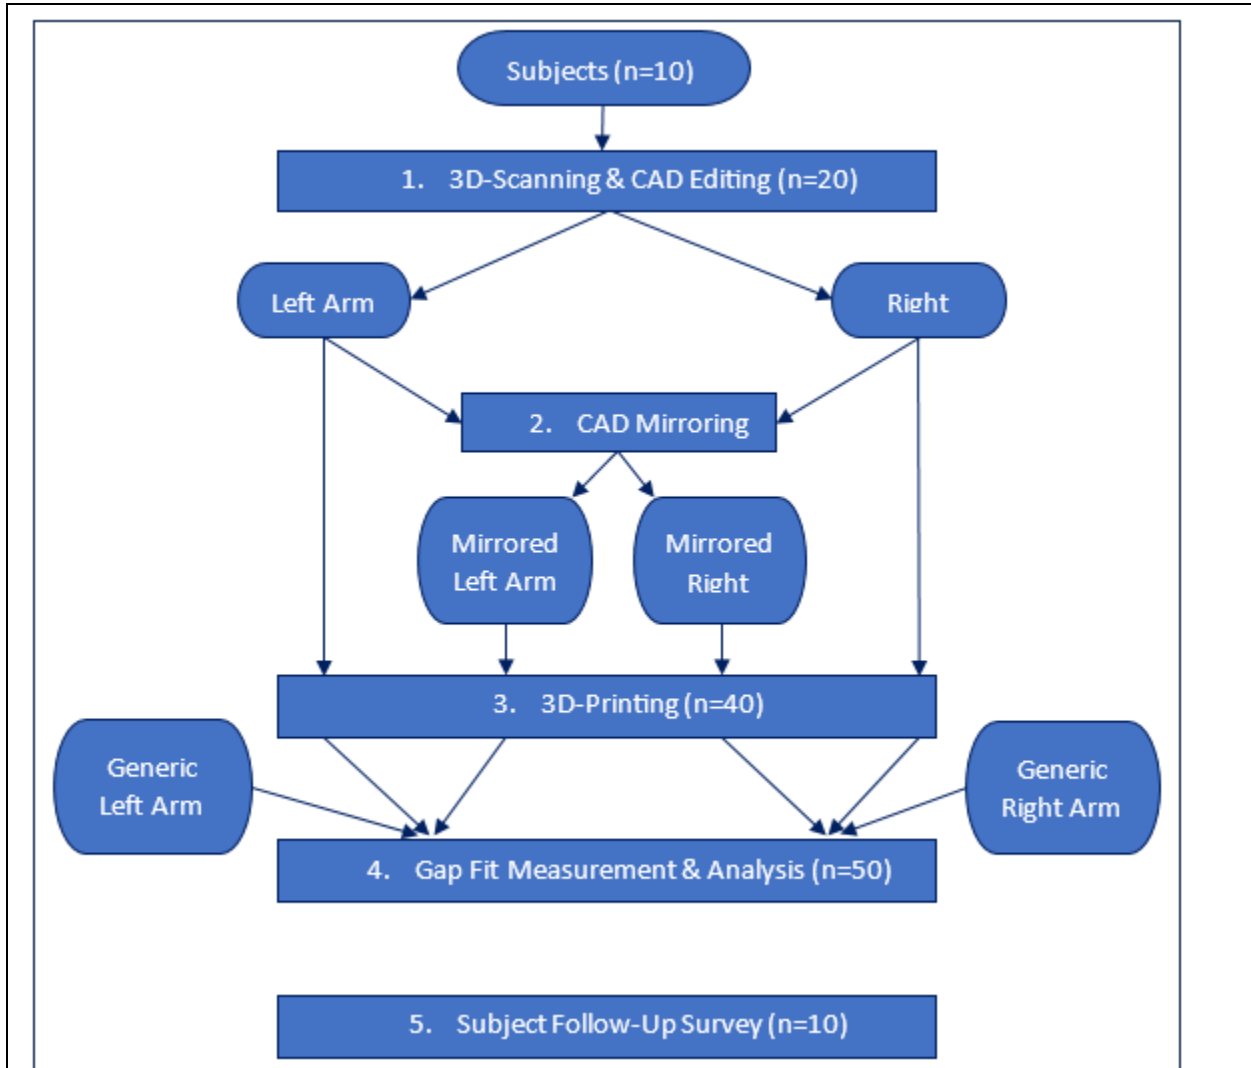 Subjects (n=10)
1. 3D-Scanning & CAD Editing (n=20)
Left Arm
Right
2. CAD Mirroring
Mirrored
Left Arm
Mirrored
Right
3. 3D-Printing (n=40)
Generic
Left Arm
Generic
Right Arm
4. Gap Fit Measurement & Analysis (n=50)
5. Subject Follow-Up Survey (n=10)